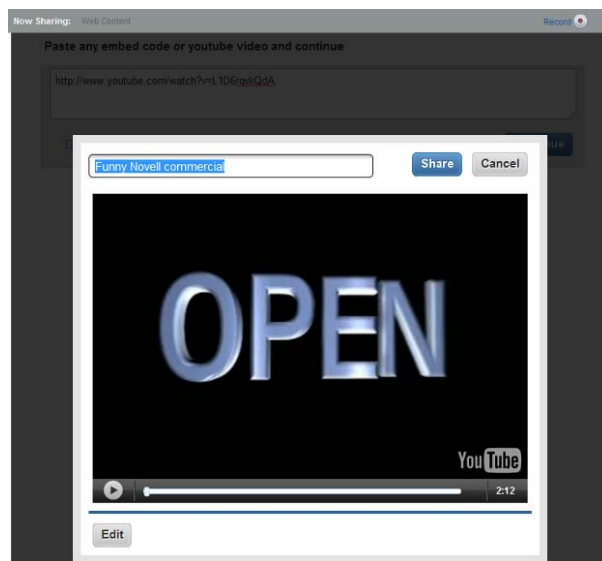 Now Sharing: Web Content Record
Paste any embed code or youtube video and continue
http://www.youtube.com/watch?v=L1D6rqvkQdA
Funny Novell commercial Share Cancel
OPEN
YouTube
2:12
Edit